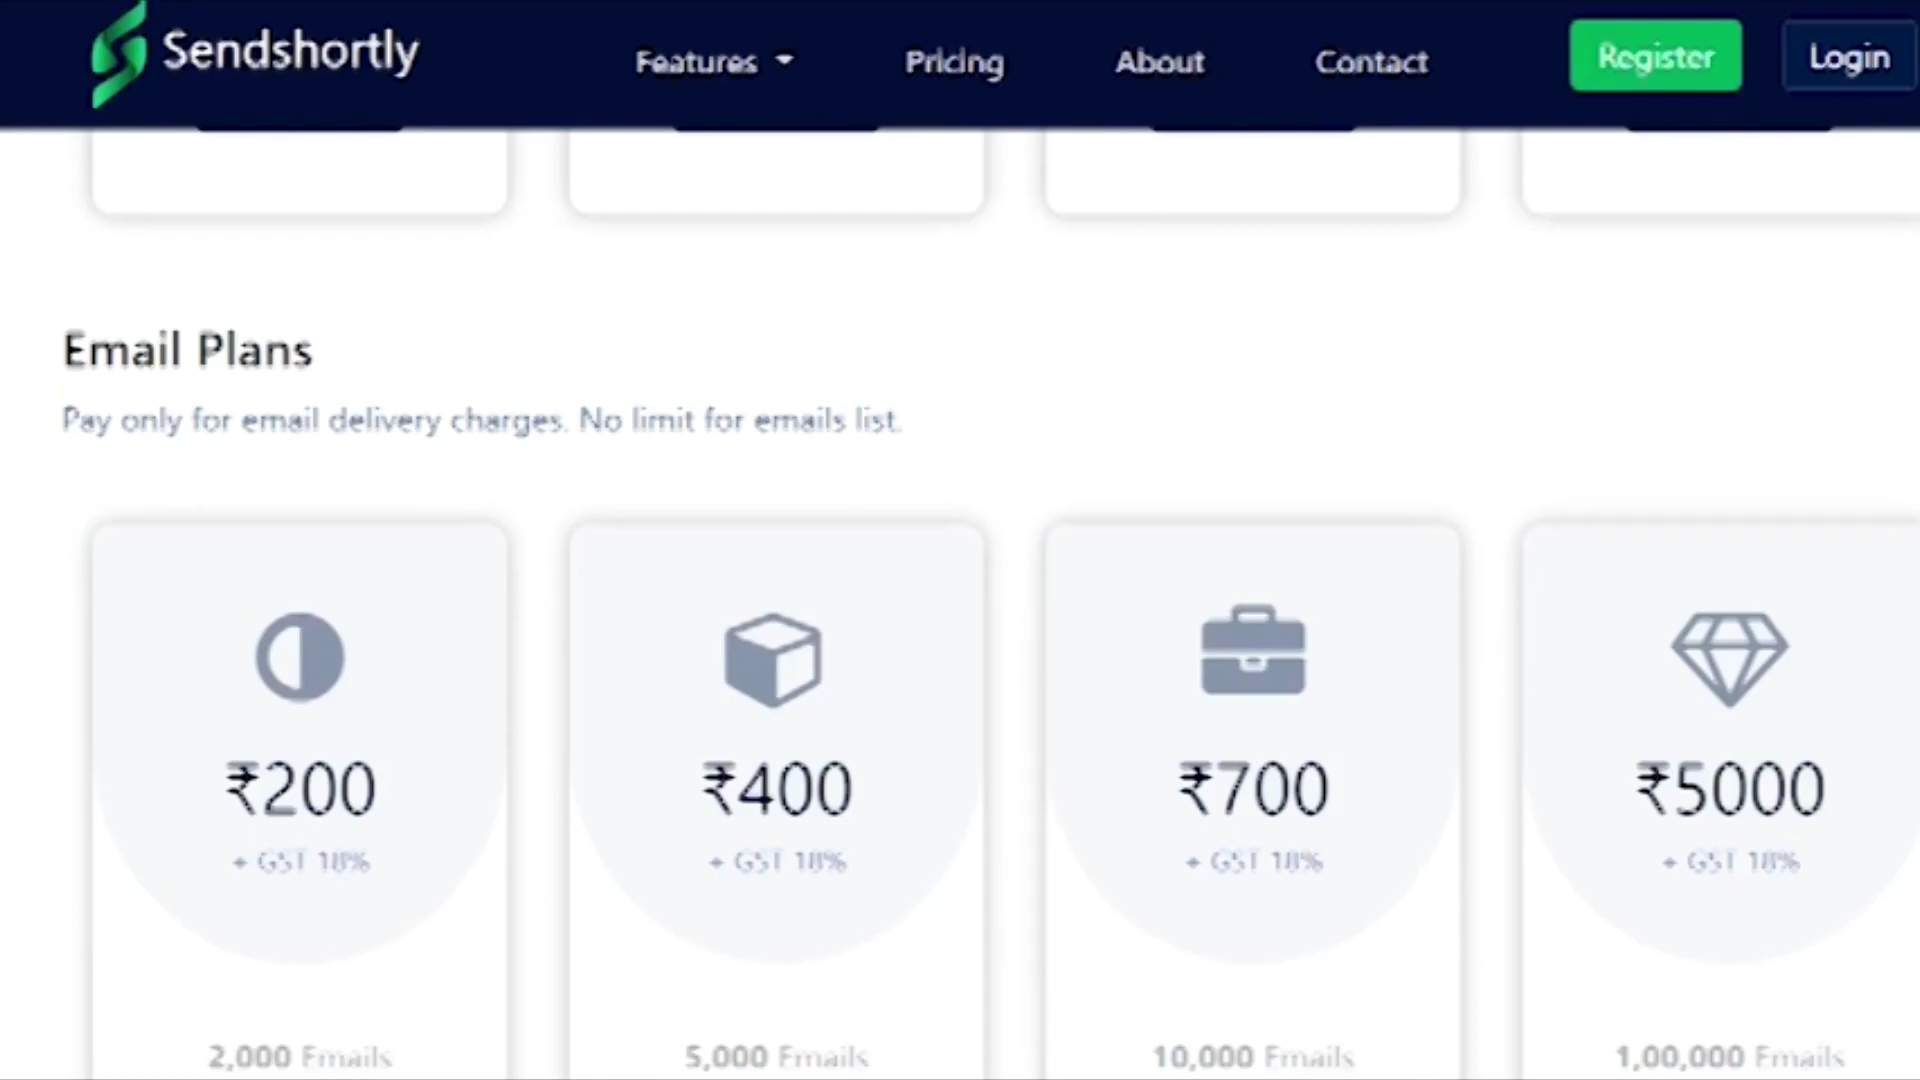 Sendshortly
Features Pricing About Contact Register Login
Email Plans
Pay only for email delivery charges. No limit for emails list.
₹200 ₹400 ₹700 ₹5000
+ GST 18% + GST 18% + GST 18% + GST 18%
2,000 Emails 5,000 Emails 10,000 Emails 1,00,000 Emails